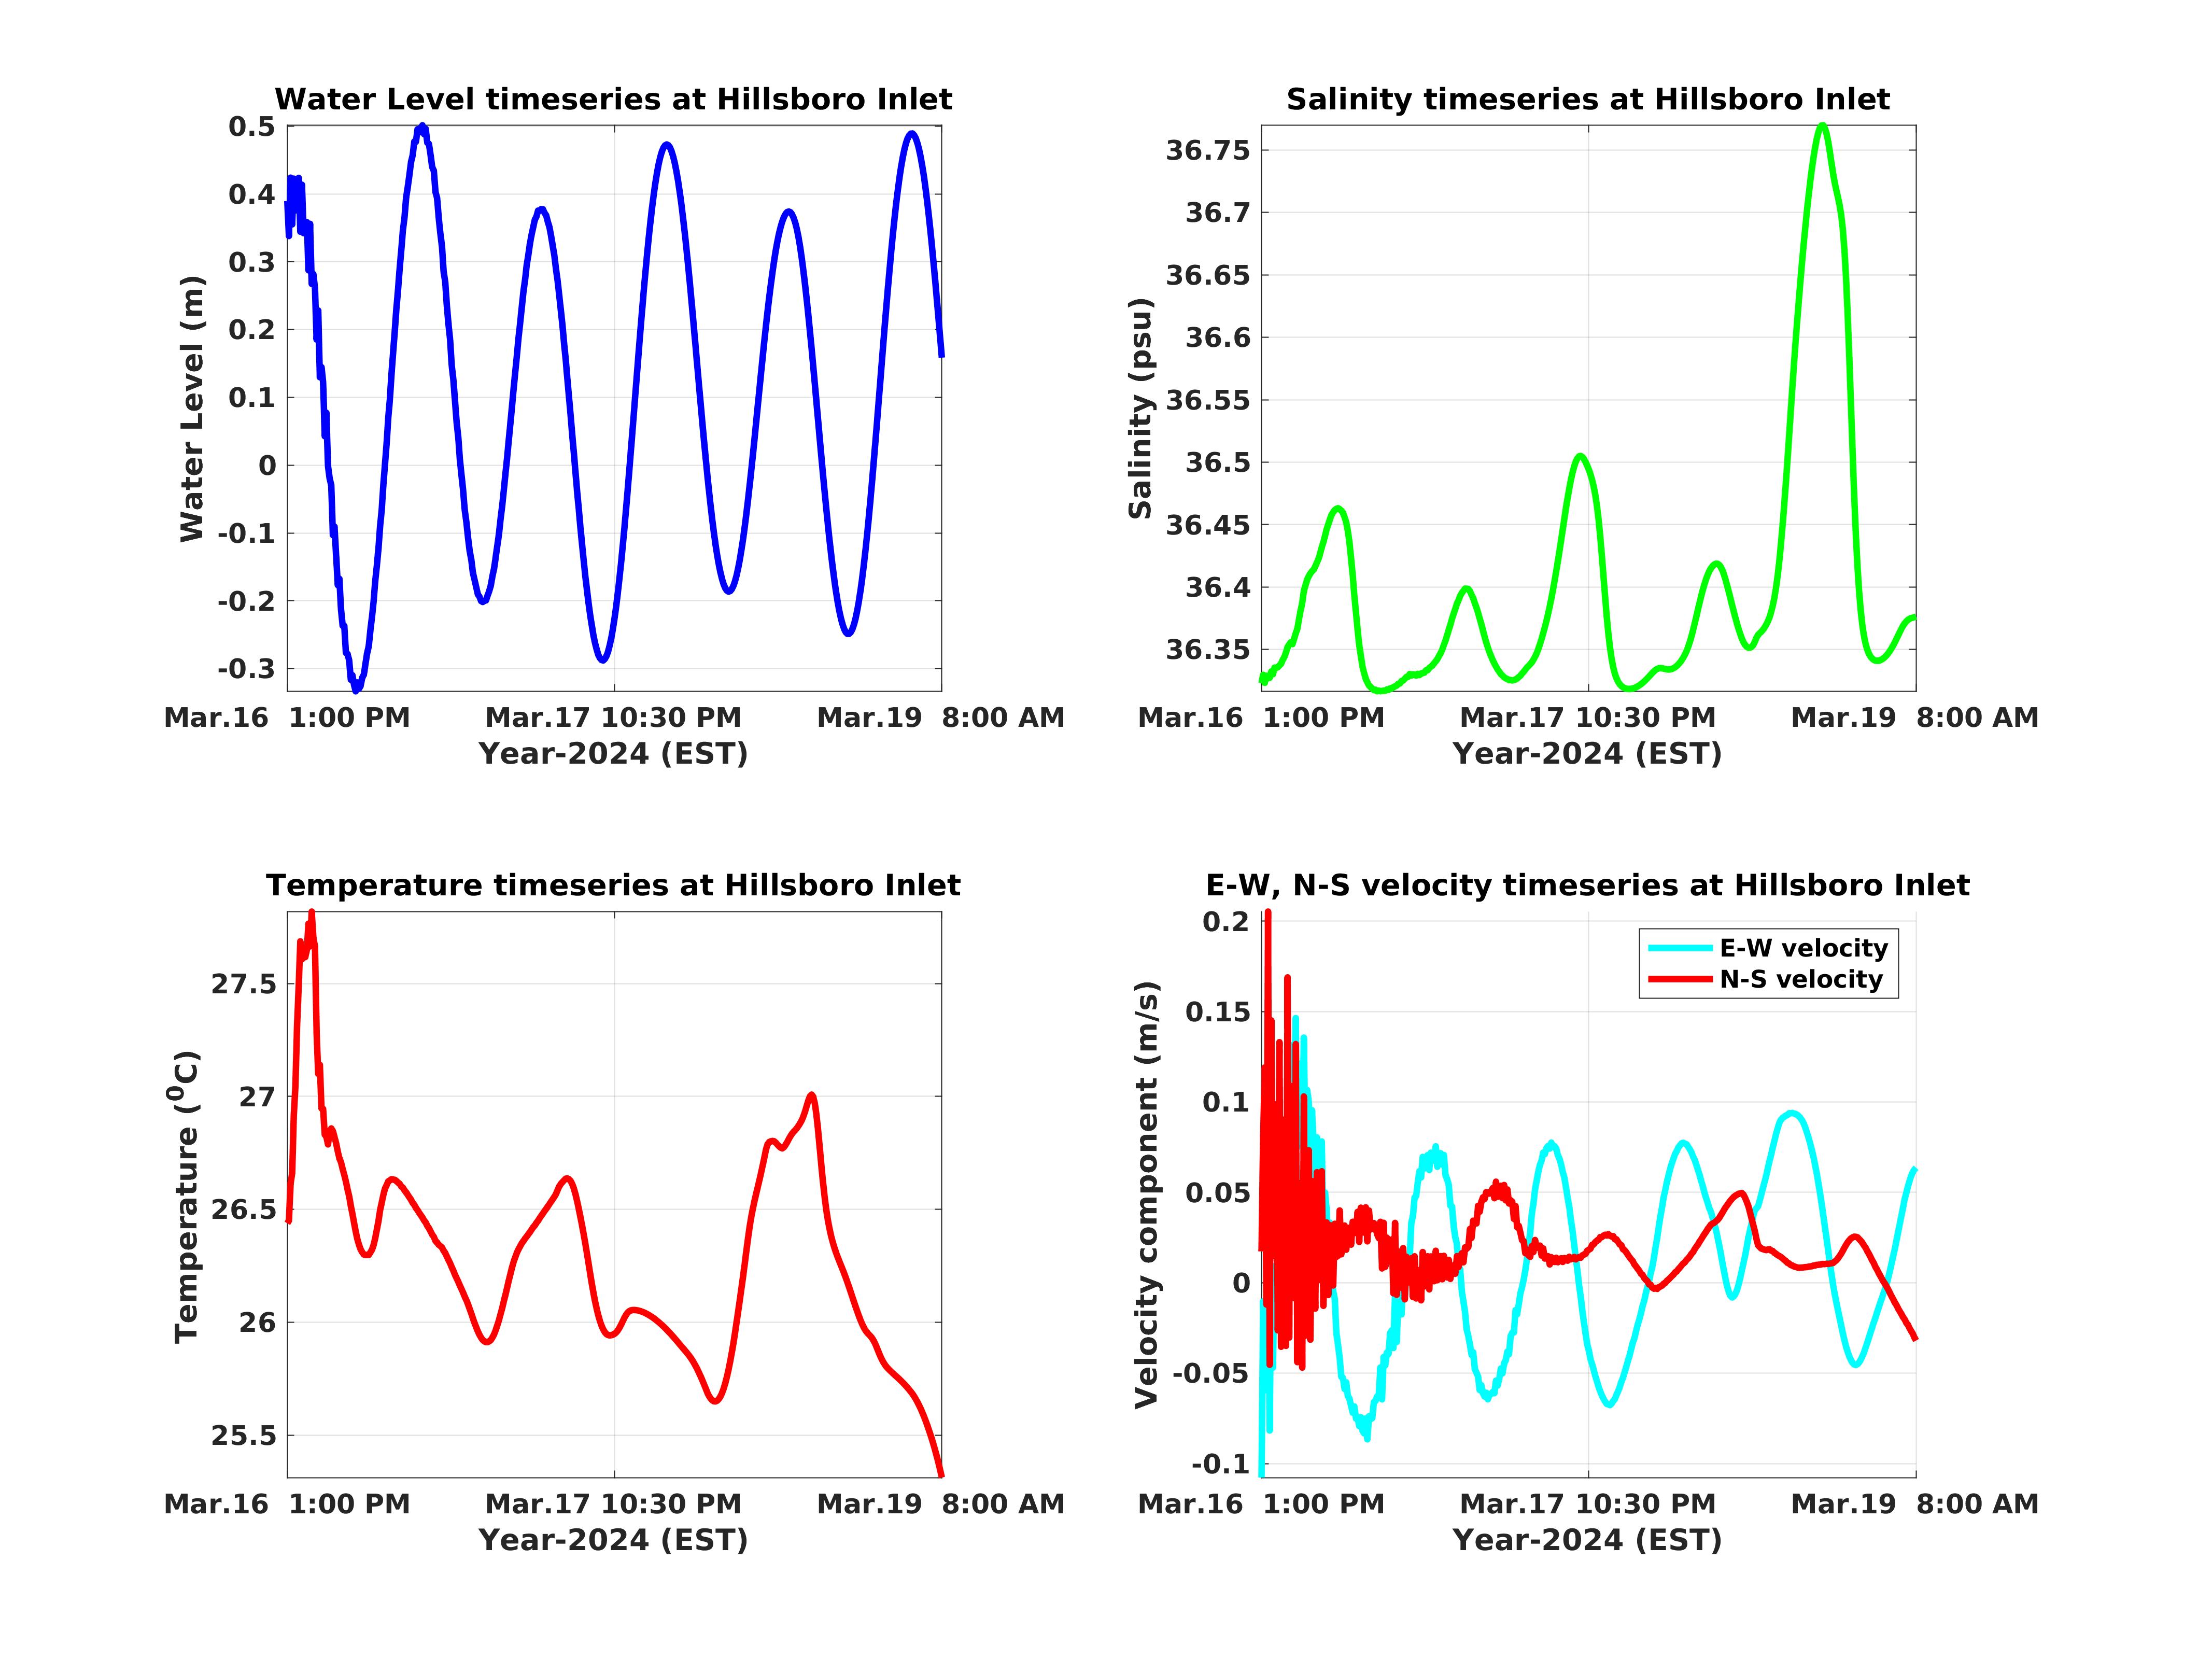 Water Level timeseries at Hillsboro Inlet
0.5
0.4
0.3
0.2
0.1
0
-0.1
-0.2
-0.3
Water Level (m)
Mar.16 1:00 PM Mar.17 10:30 PM Mar.19 8:00 AM
Year-2024 (EST)
Salinity timeseries at Hillsboro Inlet
36.75
36.7
36.65
36.6
36.55
36.5
36.45
36.4
36.35
Salinity (psu)
Mar.16 1:00 PM Mar.17 10:30 PM Mar.19 8:00 AM
Year-2024 (EST)
Temperature timeseries at Hillsboro Inlet
27.5
27
26.5
26
25.5
Temperature (⁰C)
Mar.16 1:00 PM Mar.17 10:30 PM Mar.19 8:00 AM
Year-2024 (EST)
E-W, N-S velocity timeseries at Hillsboro Inlet
0.2
0.15
0.1
0.05
0
-0.05
-0.1
Velocity component (m/s)
E-W velocity
N-S velocity
Mar.16 1:00 PM Mar.17 10:30 PM Mar.19 8:00 AM
Year-2024 (EST)